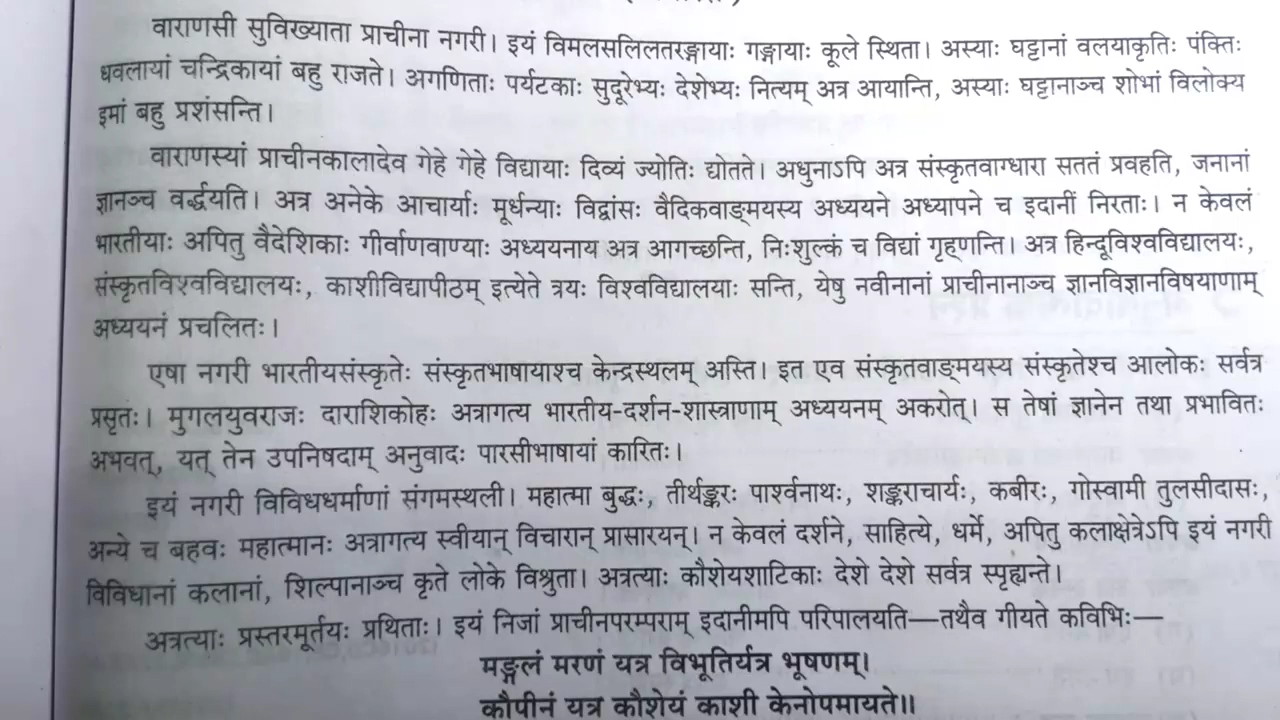 वाराणसी सुविख्याता प्राचीना नगरी। इयं विमलसलिलतरङ्गायाः गङ्गायाः कूले स्थिता। अस्याः घट्टानां वलयाकृतिः पंक्तिः
धवलायां चन्द्रिकायां बहु राजते। अगणिताः पर्यटकाः सुदूरेभ्यः देशेभ्यः नित्यम् अत्र आयान्ति, अस्याः घट्टानाञ्च शोभां विलोक्य
इमां बहु प्रशंसन्ति।
वाराणस्यां प्राचीनकालादेव गेहे गेहे विद्यायाः दिव्यं ज्योतिः द्योतते। अधुनाऽपि अत्र संस्कृतवाग्धारा सततं प्रवहति, जनानां
ज्ञानञ्च वर्द्धयति। अत्र अनेके आचार्याः मूर्धन्याः विद्वांसः वैदिकवाङ्मयस्य अध्ययने अध्यापने च इदानीं निरताः। न केवलं
भारतीयाः अपितु वैदेशिकाः गीर्वाणवाण्याः अध्ययनाय अत्र आगच्छन्ति, निःशुल्कं च विद्यां गृह्णन्ति। अत्र हिन्दूविश्वविद्यालयः,
संस्कृतविश्वविद्यालयः, काशीविद्यापीठम् इत्येते त्रयः विश्वविद्यालयाः सन्ति, येषु नवीनानां प्राचीनानाञ्च ज्ञानविज्ञानविषयाणाम्
अध्ययनं प्रचलितः।
एषा नगरी भारतीयसंस्कृतेः संस्कृतभाषायाश्च केन्द्रस्थलम् अस्ति। इत एव संस्कृतवाङ्मयस्य संस्कृतेश्च आलोकः सर्वत्र
प्रसृतः। मुगलयुवराजः दाराशिकोहः अत्रागत्य भारतीय-दर्शन-शास्त्राणाम् अध्ययनम् अकरोत्। स तेषां ज्ञानेन तथा प्रभावितः
अभवत्, यत् तेन उपनिषदाम् अनुवादः पारसीभाषायां कारितः।
इयं नगरी विविधधर्माणां संगमस्थली। महात्मा बुद्धः, तीर्थङ्करः पार्श्वनाथः, शङ्कराचार्यः, कबीरः, गोस्वामी तुलसीदासः,
अन्ये च बहवः महात्मानः अत्रागत्य स्वीयान् विचारान् प्रासारयन्। न केवलं दर्शने, साहित्ये, धर्मे, अपितु कलाक्षेत्रेऽपि इयं नगरी
विविधानां कलानां, शिल्पानाञ्च कृते लोके विश्रुता। अत्रत्याः कौशेयशाटिकाः देशे देशे सर्वत्र स्पृह्यन्ते।
अत्रत्याः प्रस्तरमूर्तयः प्रथिताः। इयं निजां प्राचीनपरम्पराम् इदानीमपि परिपालयति—तथैव गीयते कविभिः—
मङ्गलं मरणं यत्र विभूतिर्यत्र भूषणम्।
कौपीनं यत्र कौशेयं काशी केनोपमायते॥